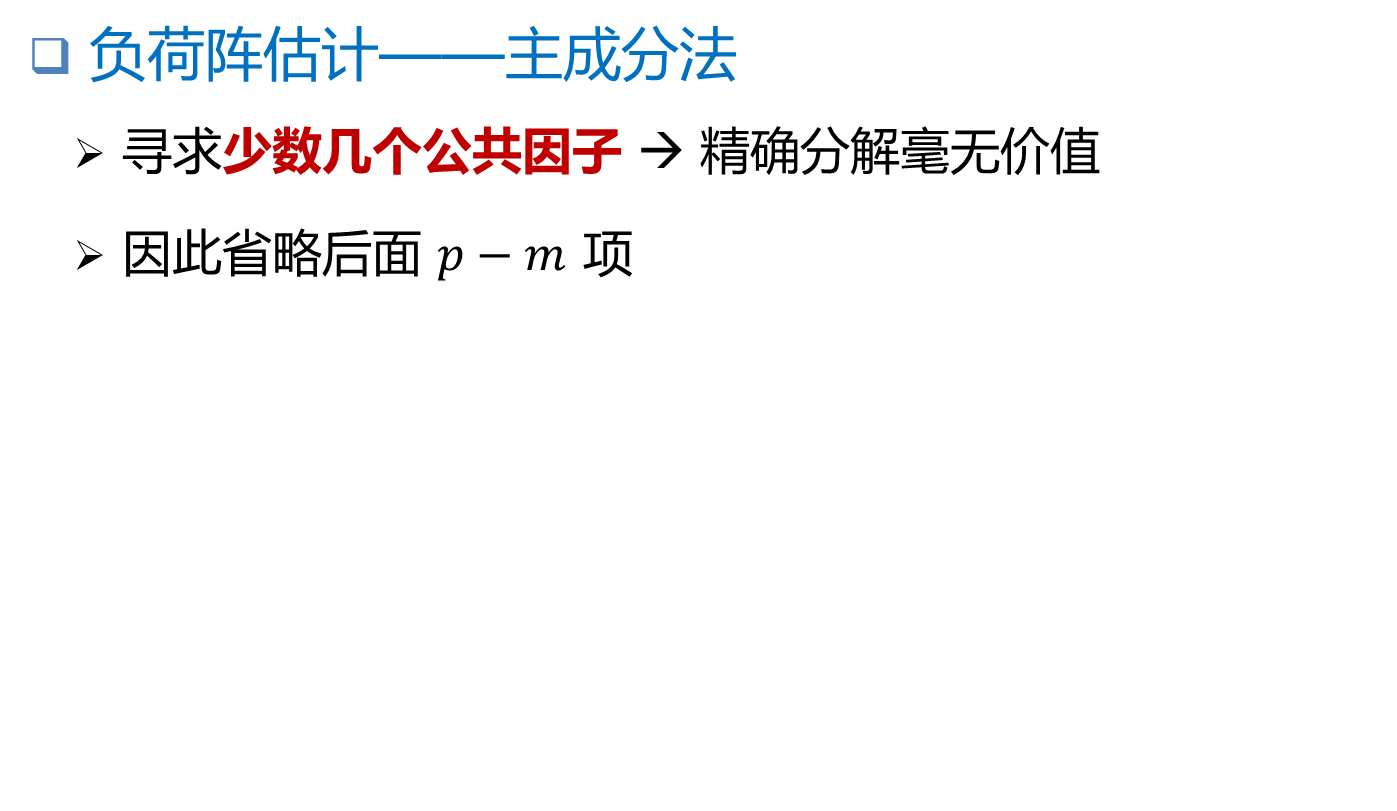 ❑ 负荷阵估计——主成分法
➢ 寻求少数几个公共因子 → 精确分解毫无价值
➢ 因此省略后面 𝑝 − 𝑚 项